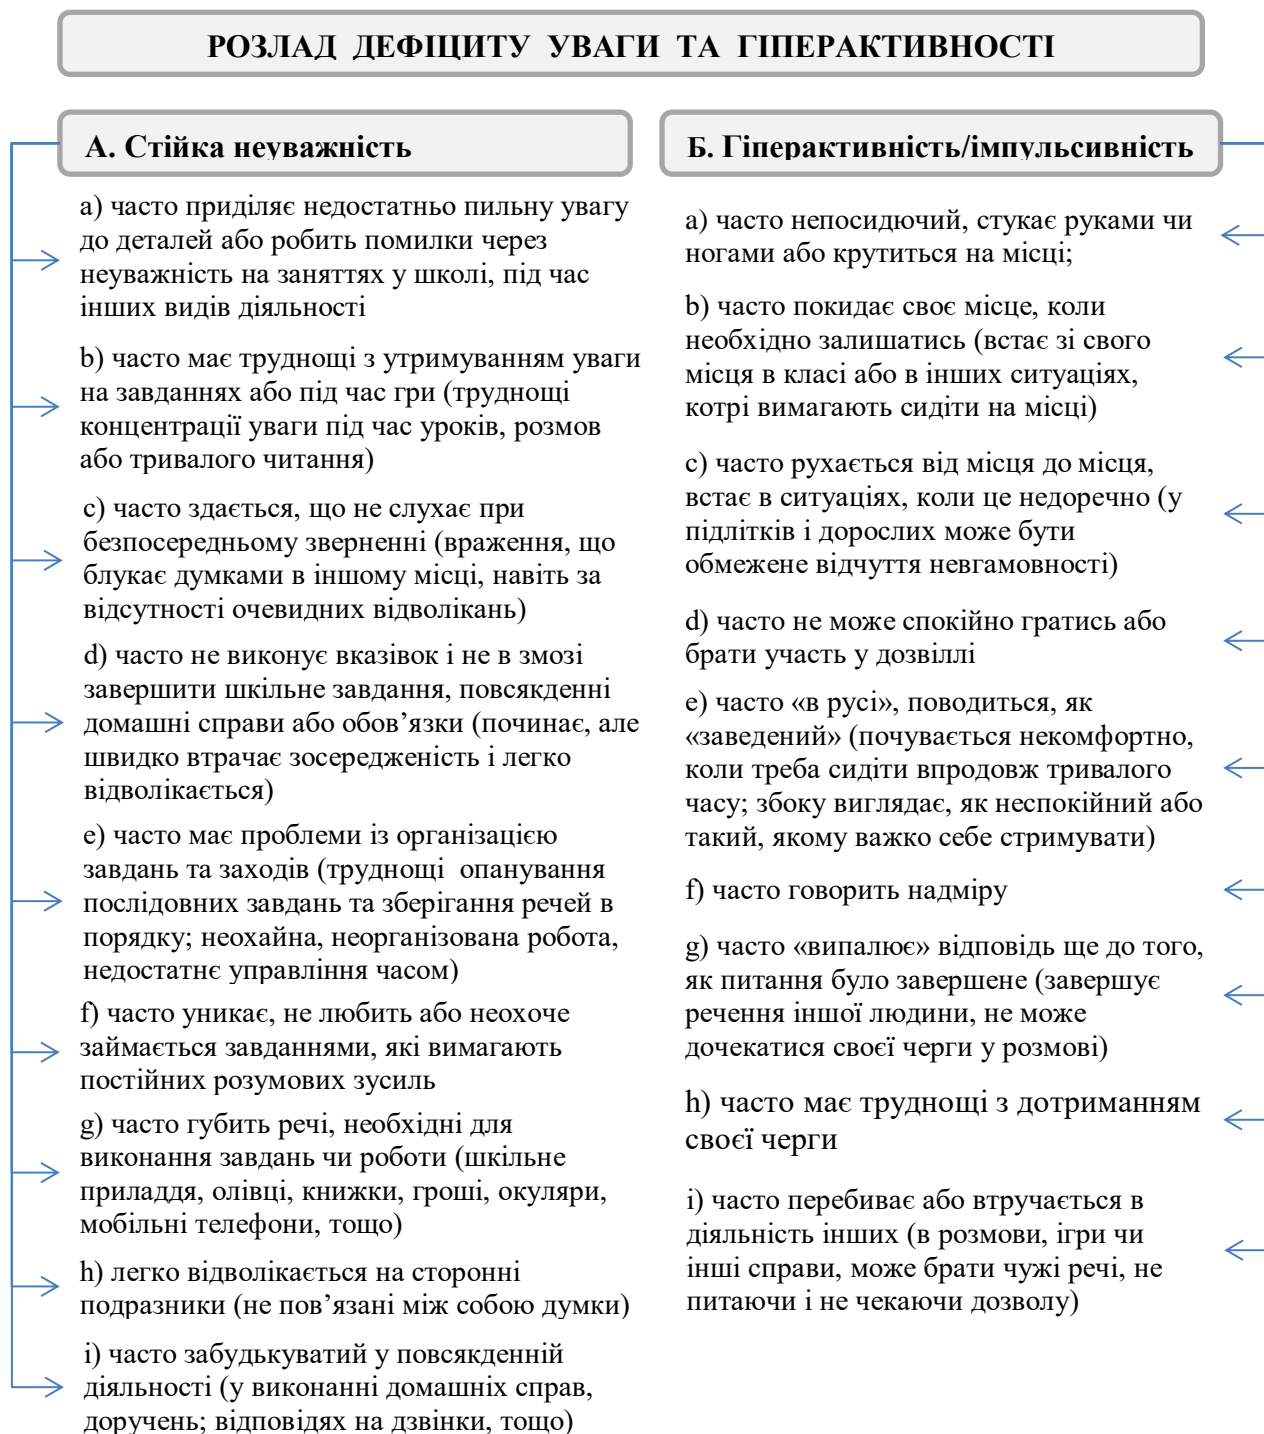 РОЗЛАД ДЕФІЦИТУ УВАГИ ТА ГІПЕРАКТИВНОСТІ
А. Стійка неуважність
a) часто приділяє недостатньо пильну увагу
до деталей або робить помилки через
неуважність на заняттях у школі, під час
інших видів діяльності
b) часто має труднощі з утримуванням уваги
на завданнях або під час гри (труднощі
концентрації уваги під час уроків, розмов
або тривалого читання)
c) часто здається, що не слухає при
безпосередньому зверненні (враження, що
блукає думками в іншому місці, навіть за
відсутності очевидних відволікань)
d) часто не виконує вказівок і не в змозі
завершити шкільне завдання, повсякденні
домашні справи або обов’язки (починає, але
швидко втрачає зосередженість і легко
відволікається)
e) часто має проблеми із організацією
завдань та заходів (труднощі опанування
послідовних завдань та зберігання речей в
порядку; неохайна, неорганізована робота,
недостатнє управління часом)
f) часто уникає, не любить або неохоче
займається завданнями, які вимагають
постійних розумових зусиль
g) часто губить речі, необхідні для
виконання завдань чи роботи (шкільне
приладдя, олівці, книжки, гроші, окуляри,
мобільні телефони, тощо)
h) легко відволікається на сторонні
подразники (не пов’язані між собою думки)
i) часто забудькуватий у повсякденній
діяльності (у виконанні домашніх справ,
доручень; відповідях на дзвінки, тощо)
Б. Гіперактивність/імпульсивність
a) часто непосидючий, стукає руками чи
ногами або крутиться на місці;
b) часто покидає своє місце, коли
необхідно залишатись (встає зі свого
місця в класі або в інших ситуаціях,
котрі вимагають сидіти на місці)
c) часто рухається від місця до місця,
встає в ситуаціях, коли це недоречно (у
підлітків і дорослих може бути
обмежене відчуття невгамовності)
d) часто не може спокійно гратись або
брати участь у дозвіллі
e) часто «в русі», поводиться, як
«заведений» (почувається некомфортно,
коли треба сидіти впродовж тривалого
часу; збоку виглядає, як неспокійний або
такий, якому важко себе стримувати)
f) часто говорить надміру
g) часто «випалює» відповідь ще до того,
як питання було завершене (завершує
речення іншої людини, не може
дочекатися своєї черги у розмові)
h) часто має труднощі з дотриманням
своєї черги
i) часто перебиває або втручається в
діяльність інших (в розмови, ігри чи
інші справи, може брати чужі речі, не
питаючи і не чекаючи дозволу)